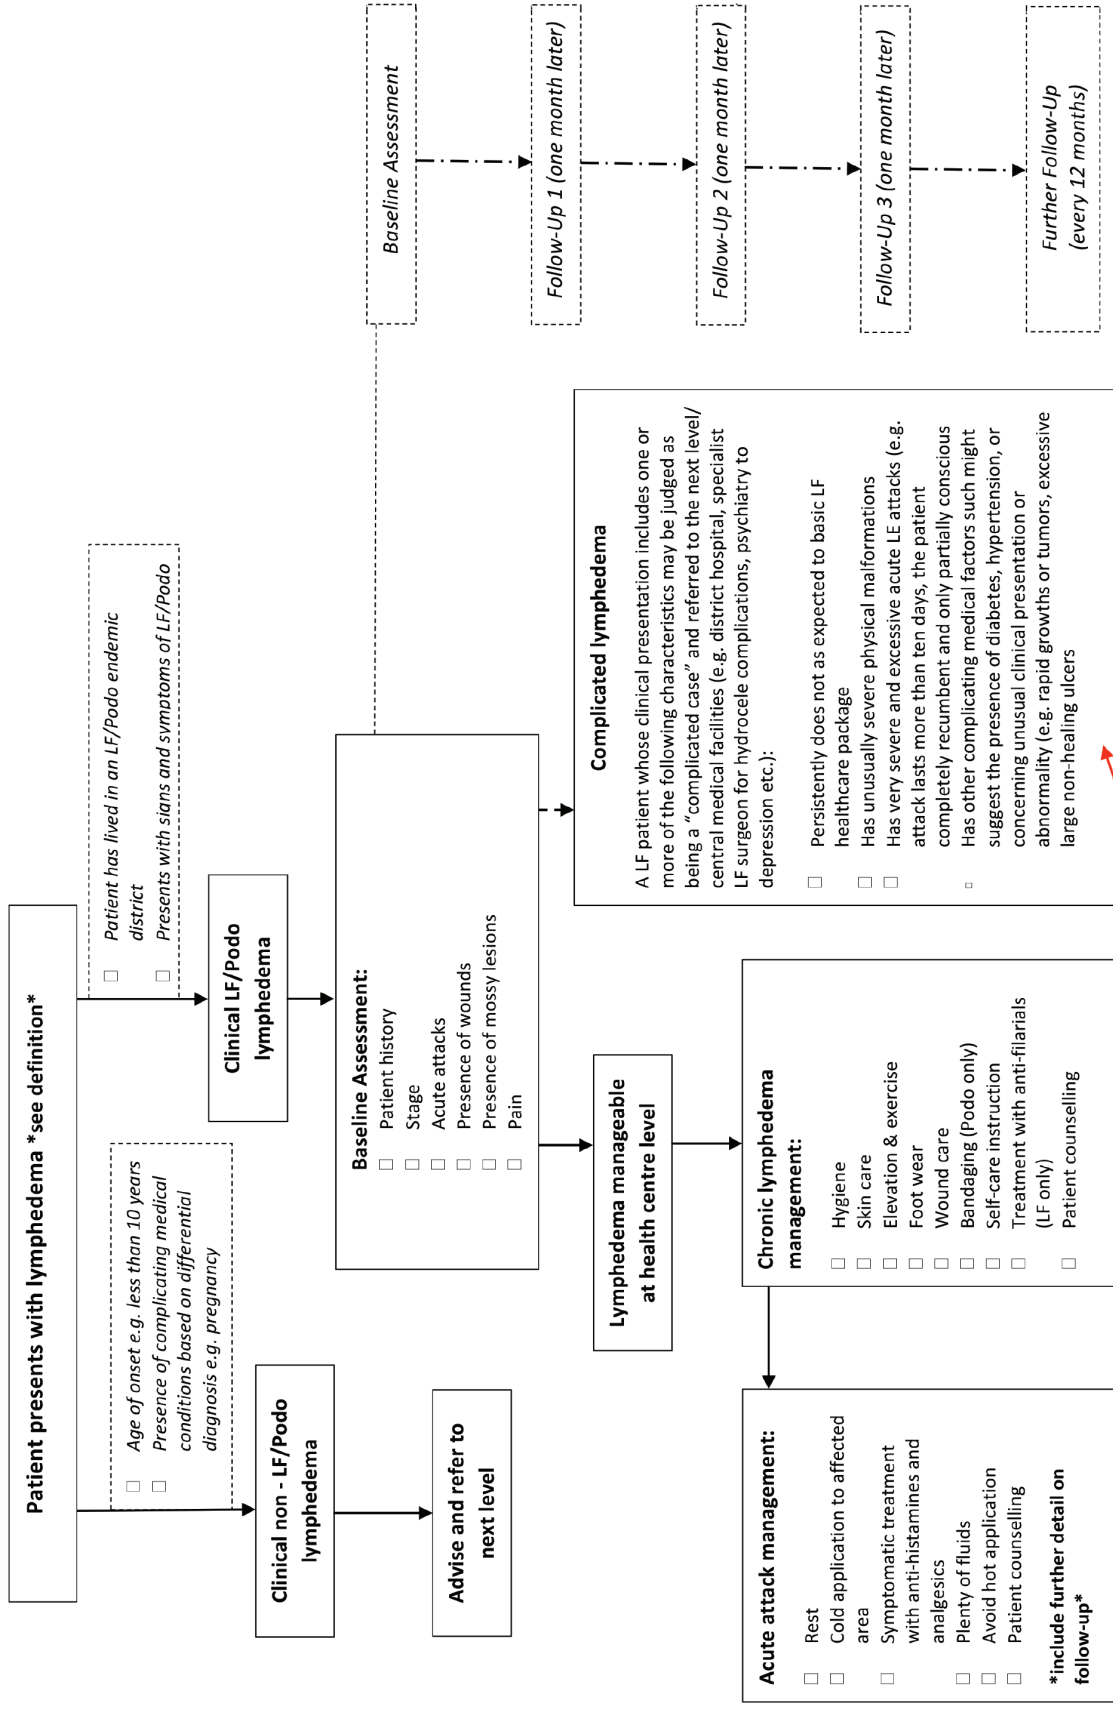 Patient presents with lymphedema *see definition*
☐ Age of onset e.g. less than 10 years
☐ Presence of complicating medical
conditions based on differential
diagnosis e.g. pregnancy
☐ Patient has lived in an LF/Podo endemic
district
☐ Presents with sians and symptoms of LF/Podo
Clinical non - LF/Podo
lymphedema
Clinical LF/Podo
lymphedema
Advise and refer to
next level
Baseline Assessment:
☐ Patient history
☐ Stage
☐ Acute attacks
☐ Presence of wounds
☐ Presence of mossy lesions
☐ Pain
Baseline Assessment
Follow-Up 1 (one month later)
Follow-Up 2 (one month later)
Follow-Up 3 (one month later)
Further Follow-Up
(every 12 months)
Lymphedema manageable
at health centre level
Complicated lymphedema
A LF patient whose clinical presentation includes one or
more of the following characteristics may be judged as
being a “complicated case” and referred to the next level/
central medical facilities (e.g. district hospital, specialist
LF surgeon for hydrocele complications, psychiatry to
depression etc.):
☐ Persistently does not as expected to basic LF
healthcare package
☐ Has unusually severe physical malformations
☐ Has very severe and excessive acute LE attacks (e.g.
attack lasts more than ten days, the patient
completely recumbent and only partially conscious
☐ Has other complicating medical factors such might
suggest the presence of diabetes, hypertension, or
concerning unusual clinical presentation or
abnormality (e.g. rapid growths or tumors, excessive
large non-healing ulcers
Acute attack management:
☐ Rest
☐ Cold application to affected
area
☐ Symptomatic treatment
with anti-histamines and
analgesics
☐ Plenty of fluids
☐ Avoid hot application
☐ Patient counselling
*include further detail on
follow-up*
Chronic lymphedema
management:
☐ Hygiene
☐ Skin care
☐ Elevation & exercise
☐ Foot wear
☐ Wound care
☐ Bandaging (Podo only)
☐ Self-care instruction
☐ Treatment with anti-filarials
(LF only)
☐ Patient counselling